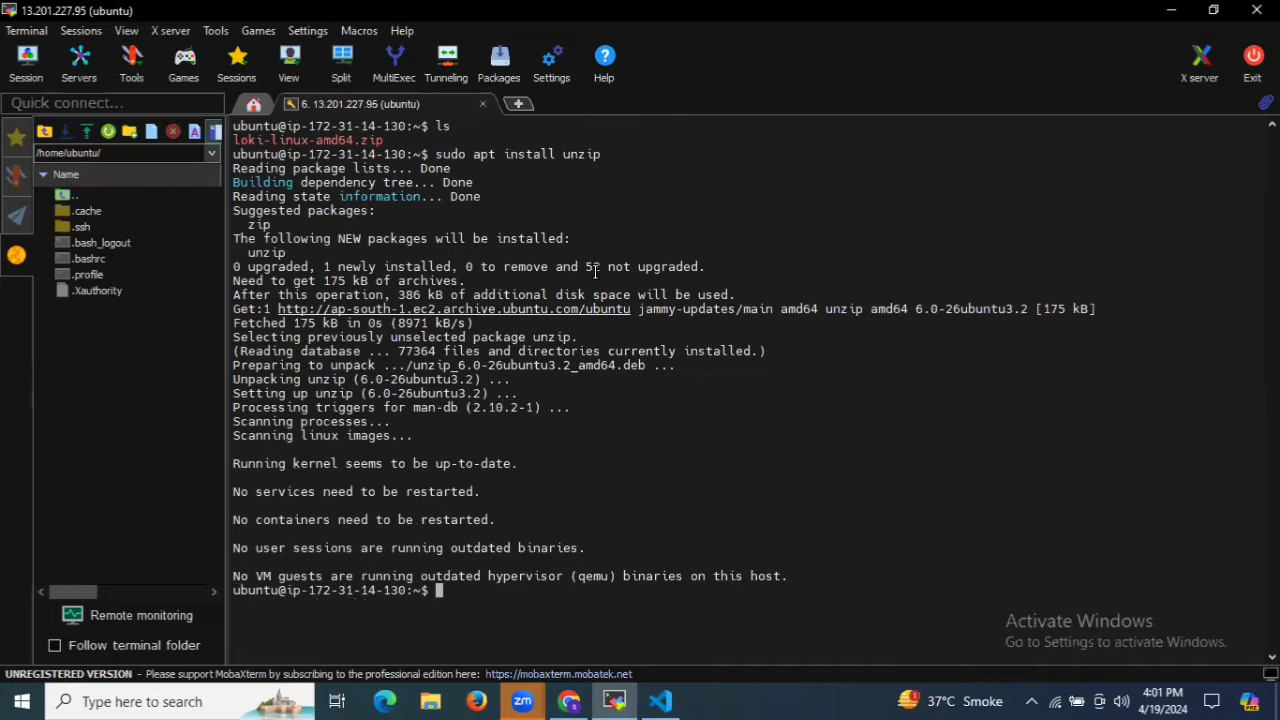 13.201.227.95 (ubuntu)
Terminal Sessions View X server Tools Games Settings Macros Help
Session Servers Tools Games Sessions View Split MultiExec Tunneling Packages Settings Help X server Exit
Quick connect...
6. 13.201.227.95 (ubuntu)
/home/ubuntu/
Name
..
.cache
.ssh
.bash_logout
.bashrc
.profile
.Xauthority
Remote monitoring
Follow terminal folder
ubuntu@ip-172-31-14-130:~$ ls
loki-linux-amd64.zip
ubuntu@ip-172-31-14-130:~$ sudo apt install unzip
Reading package lists... Done
Building dependency tree... Done
Reading state information... Done
Suggested packages:
zip
The following NEW packages will be installed:
unzip
0 upgraded, 1 newly installed, 0 to remove and not upgraded.
Need to get 175 kB of archives.
After this operation, 386 kB of additional disk space will be used.
Get:1 http://ap-south-1.ec2.archive.ubuntu.com/ubuntu jammy-updates/main amd64 unzip amd64 6.0-26ubuntu3.2 [175 kB]
Fetched 175 kB in 0s (8971 kB/s)
Selecting previously unselected package unzip.
(Reading database ... 77364 files and directories currently installed.)
Preparing to unpack .../unzip_6.0-26ubuntu3.2_amd64.deb ...
Unpacking unzip (6.0-26ubuntu3.2) ...
Setting up unzip (6.0-26ubuntu3.2) ...
Processing triggers for man-db (2.10.2-1) ...
Scanning processes...
Scanning linux images...
Running kernel seems to be up-to-date.
No services need to be restarted.
No containers need to be restarted.
No user sessions are running outdated binaries.
No VM guests are running outdated hypervisor (qemu) binaries on this host.
ubuntu@ip-172-31-14-130:~$
Activate Windows
Go to Settings to activate Windows.
UNREGISTERED VERSION - Please support MobaXterm by subscribing to the professional edition here: https://mobaxterm.mobatek.net
Type here to search
zm
37°C Smoke
4:01 PM
4/19/2024